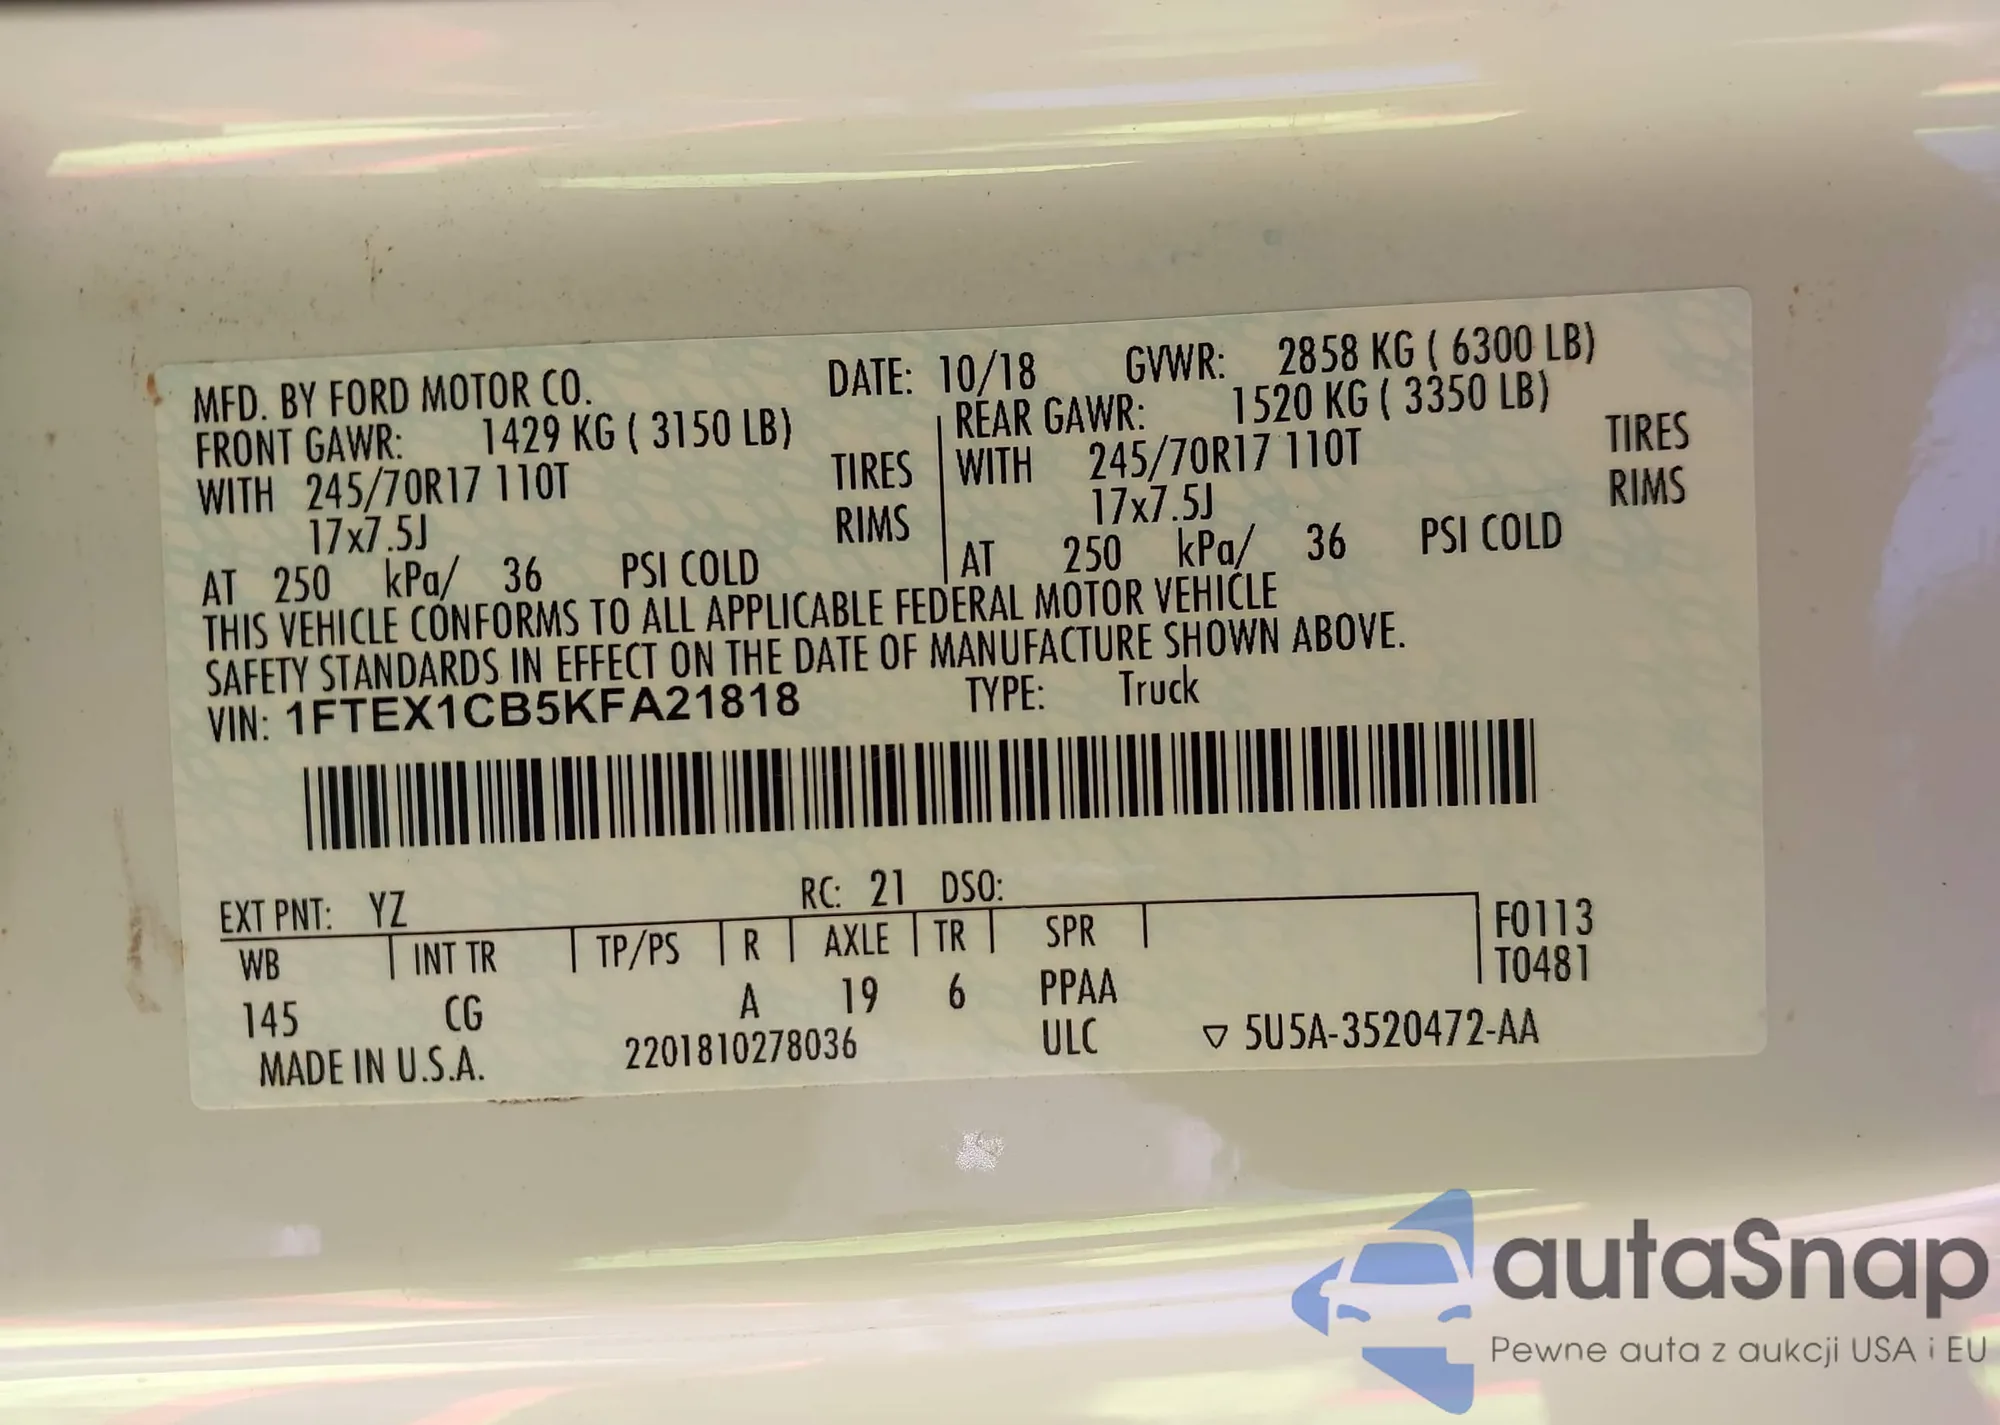 MFD. BY FORD MOTOR CO. DATE: 10/18 GVWR: 2858 KG ( 6300 LB)
FRONT GAWR: 1429 KG ( 3150 LB) REAR GAWR: 1520 KG ( 3350 LB)
WITH 245/70R17 110T TIRES WITH 245/70R17 110T TIRES
17x7.5J RIMS 17x7.5J RIMS
AT 250 kPa/ 36 PSI COLD AT 250 kPa/ 36 PSI COLD
THIS VEHICLE CONFORMS TO ALL APPLICABLE FEDERAL MOTOR VEHICLE
SAFETY STANDARDS IN EFFECT ON THE DATE OF MANUFACTURE SHOWN ABOVE.
VIN: 1FTEX1CB5KFA21818 TYPE: Truck
EXT PNT: YZ RC: 21 DSO:
WB INT TR TP/PS R AXLE TR SPR F0113
T0481
145 CG A 19 6 PPAA
MADE IN U.S.A. 2201810278036 ULC ▽ 5U5A-3520472-AA
autaSnap
Pewne auta z aukcji USA i EU